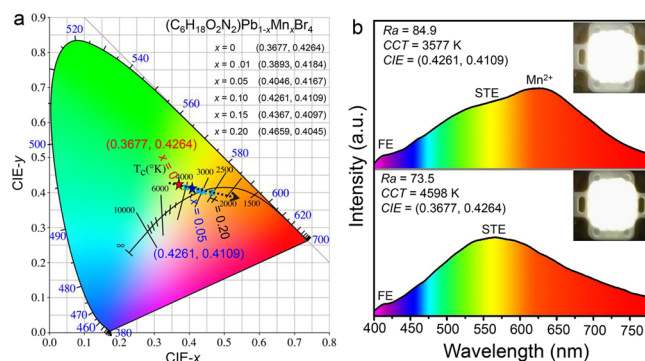 a
(C₆H₁₈O₂N₂)Pb₁₋ₓMnₓBr₄
x = 0 (0.3677, 0.4264)
x = 0 .01 (0.3893, 0.4184)
x = 0.05 (0.4046, 0.4167)
x = 0.10 (0.4261, 0.4109)
x = 0.15 (0.4367, 0.4097)
x = 0.20 (0.4659, 0.4045)
0.9
0.8
0.7
0.6
0.5
0.4
0.3
0.2
0.1
0.0
CIE-y
0.0 0.1 0.2 0.3 0.4 0.5 0.6 0.7 0.8
CIE-x
520
540
560
580
600
620
700
500
490
480
470
460
380
(0.3677, 0.4264)
x = 0
Tc(°K)
∞
10000
6000
4000
3000
2500
2000
1500
x = 0.05
x = 0.20
(0.4261, 0.4109)
b
Ra = 84.9
CCT = 3577 K
CIE = (0.4261, 0.4109)
FE
STE
Mn²⁺
Ra = 73.5
CCT = 4598 K
CIE = (0.3677, 0.4264)
FE
STE
Intensity (a.u.)
400 450 500 550 600 650 700 750
Wavelength (nm)